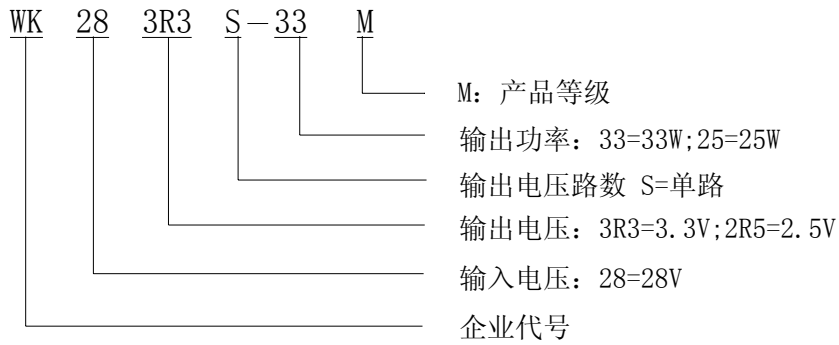 WK 28 3R3 S-33 M
M: 产品等级
输出功率: 33=33W;25=25W
输出电压路数 S=单路
输出电压: 3R3=3.3V;2R5=2.5V
输入电压: 28=28V
企业代号